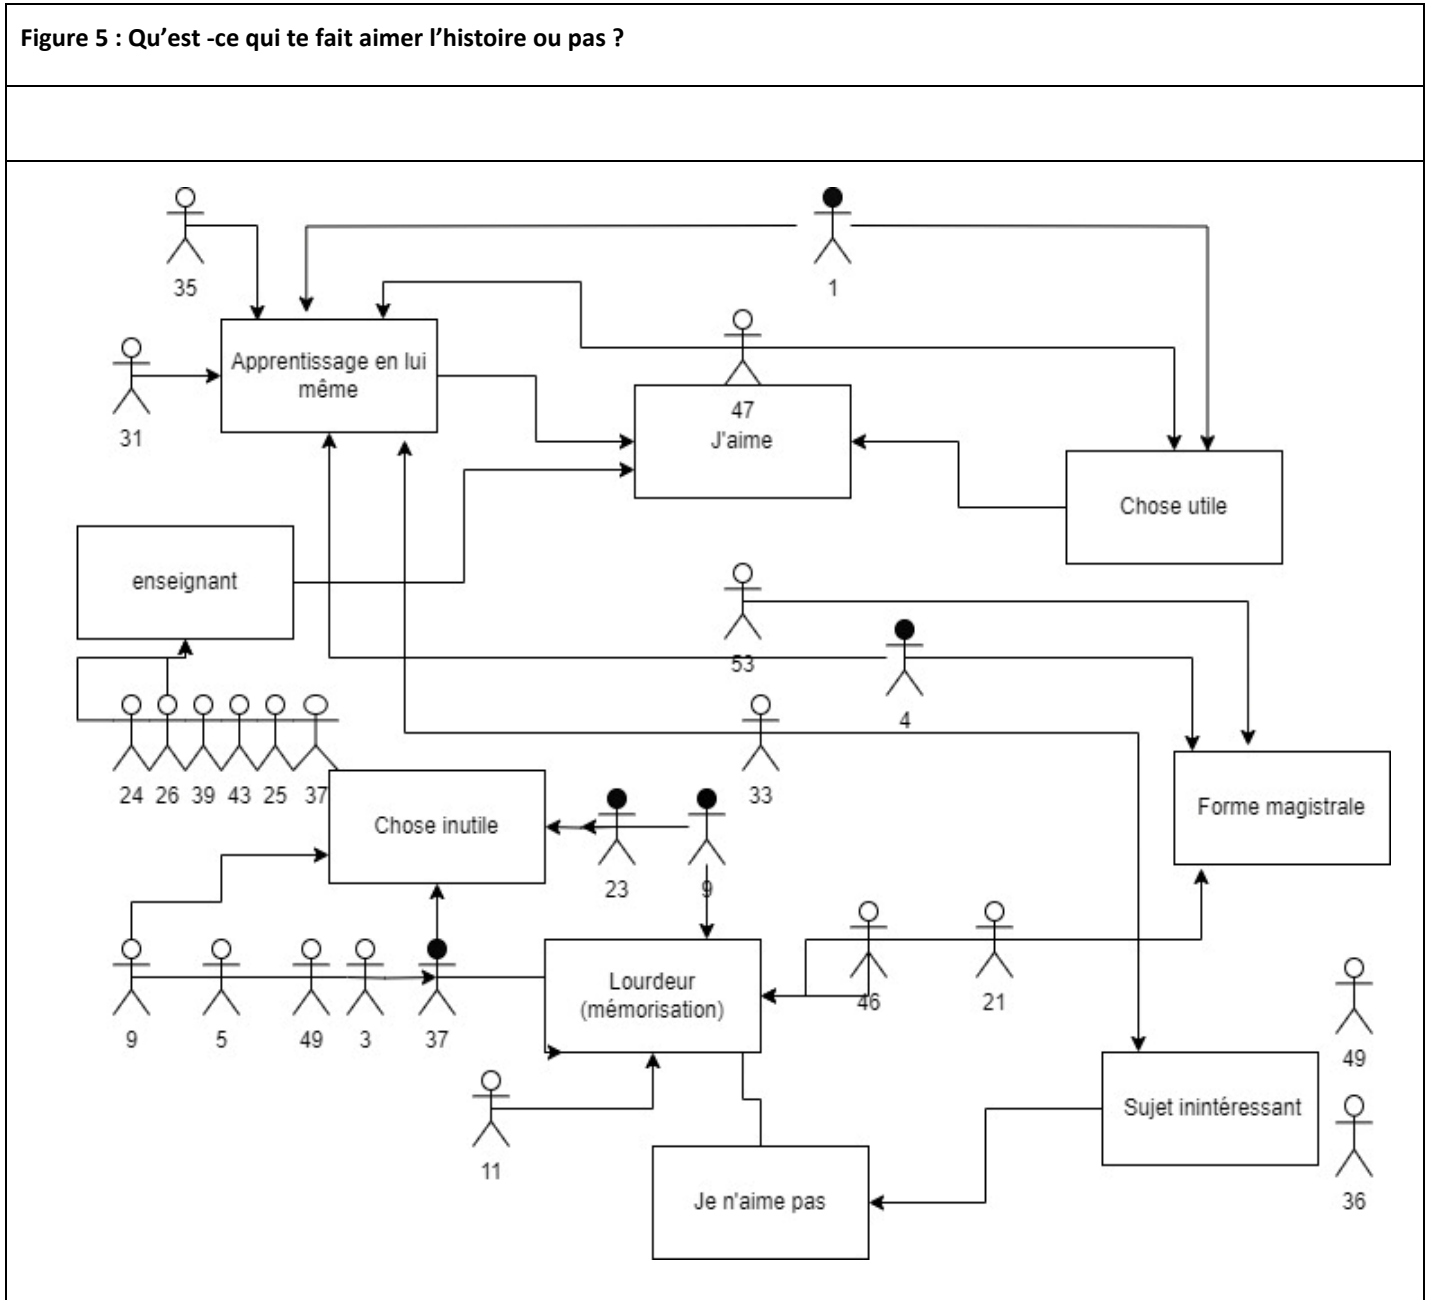 Figure 5 : Qu’est -ce qui te fait aimer l’histoire ou pas ?
35
1
Apprentissage en lui
même
31
47
J'aime
Chose utile
enseignant
53
4
24 26 39 43 25 37
33
Chose inutile
Forme magistrale
23
9
Lourdeur
(mémorisation)
46
21
9
5
49
3
37
49
11
Sujet inintéressant
Je n'aime pas
36